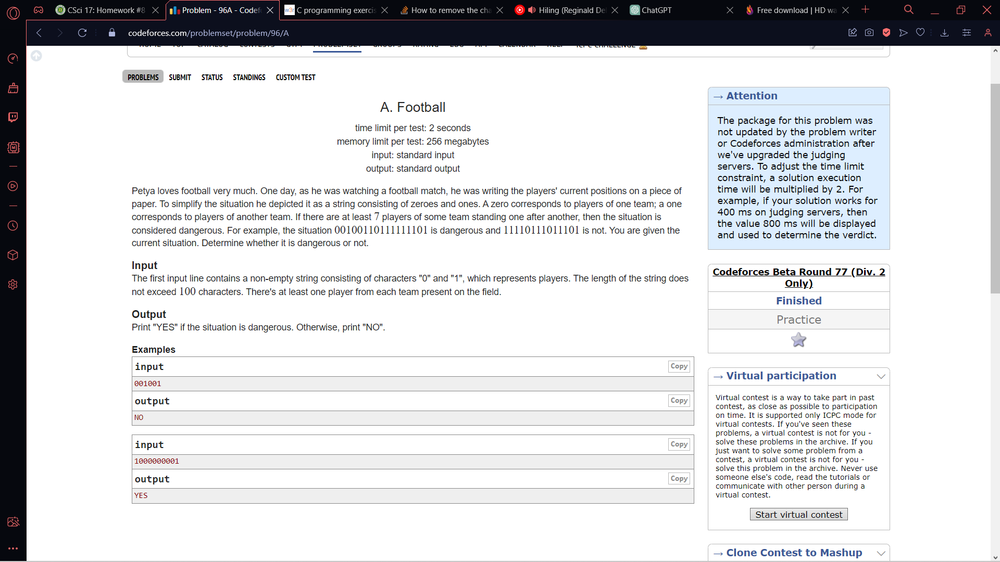 CSci 17: Homework #8
Problem - 96A - Codef
w3r C programming exercis
How to remove the cha
Hiling (Reginald Del
ChatGPT
Free download | HD wa
codeforces.com/problemset/problem/96/A
HOME TOP CATALOG CONTESTS GYM PROBLEMSET GROUPS RATING EDU API CALENDAR HELP ICPC CHALLENGE
PROBLEMS SUBMIT STATUS STANDINGS CUSTOM TEST
A. Football
time limit per test: 2 seconds
memory limit per test: 256 megabytes
input: standard input
output: standard output
Petya loves football very much. One day, as he was watching a football match, he was writing the players' current positions on a piece of
paper. To simplify the situation he depicted it as a string consisting of zeroes and ones. A zero corresponds to players of one team; a one
corresponds to players of another team. If there are at least 7 players of some team standing one after another, then the situation is
considered dangerous. For example, the situation 00100110111111101 is dangerous and 11110111011101 is not. You are given the
current situation. Determine whether it is dangerous or not.
Input
The first input line contains a non-empty string consisting of characters "0" and "1", which represents players. The length of the string does
not exceed 100 characters. There's at least one player from each team present on the field.
Output
Print "YES" if the situation is dangerous. Otherwise, print "NO".
Examples
input
Copy
001001
output
Copy
NO
input
Copy
1000000001
output
Copy
YES
→ Attention
The package for this problem was
not updated by the problem writer
or Codeforces administration after
we've upgraded the judging
servers. To adjust the time limit
constraint, a solution execution
time will be multiplied by 2. For
example, if your solution works for
400 ms on judging servers, then
the value 800 ms will be displayed
and used to determine the verdict.
Codeforces Beta Round 77 (Div. 2
Only)
Finished
Practice
→ Virtual participation
Virtual contest is a way to take part in past
contest, as close as possible to participation
on time. It is supported only ICPC mode for
virtual contests. If you've seen these
problems, a virtual contest is not for you -
solve these problems in the archive. If you
just want to solve some problem from a
contest, a virtual contest is not for you -
solve this problem in the archive. Never use
someone else's code, read the tutorials or
communicate with other person during a
virtual contest.
Start virtual contest
→ Clone Contest to Mashup